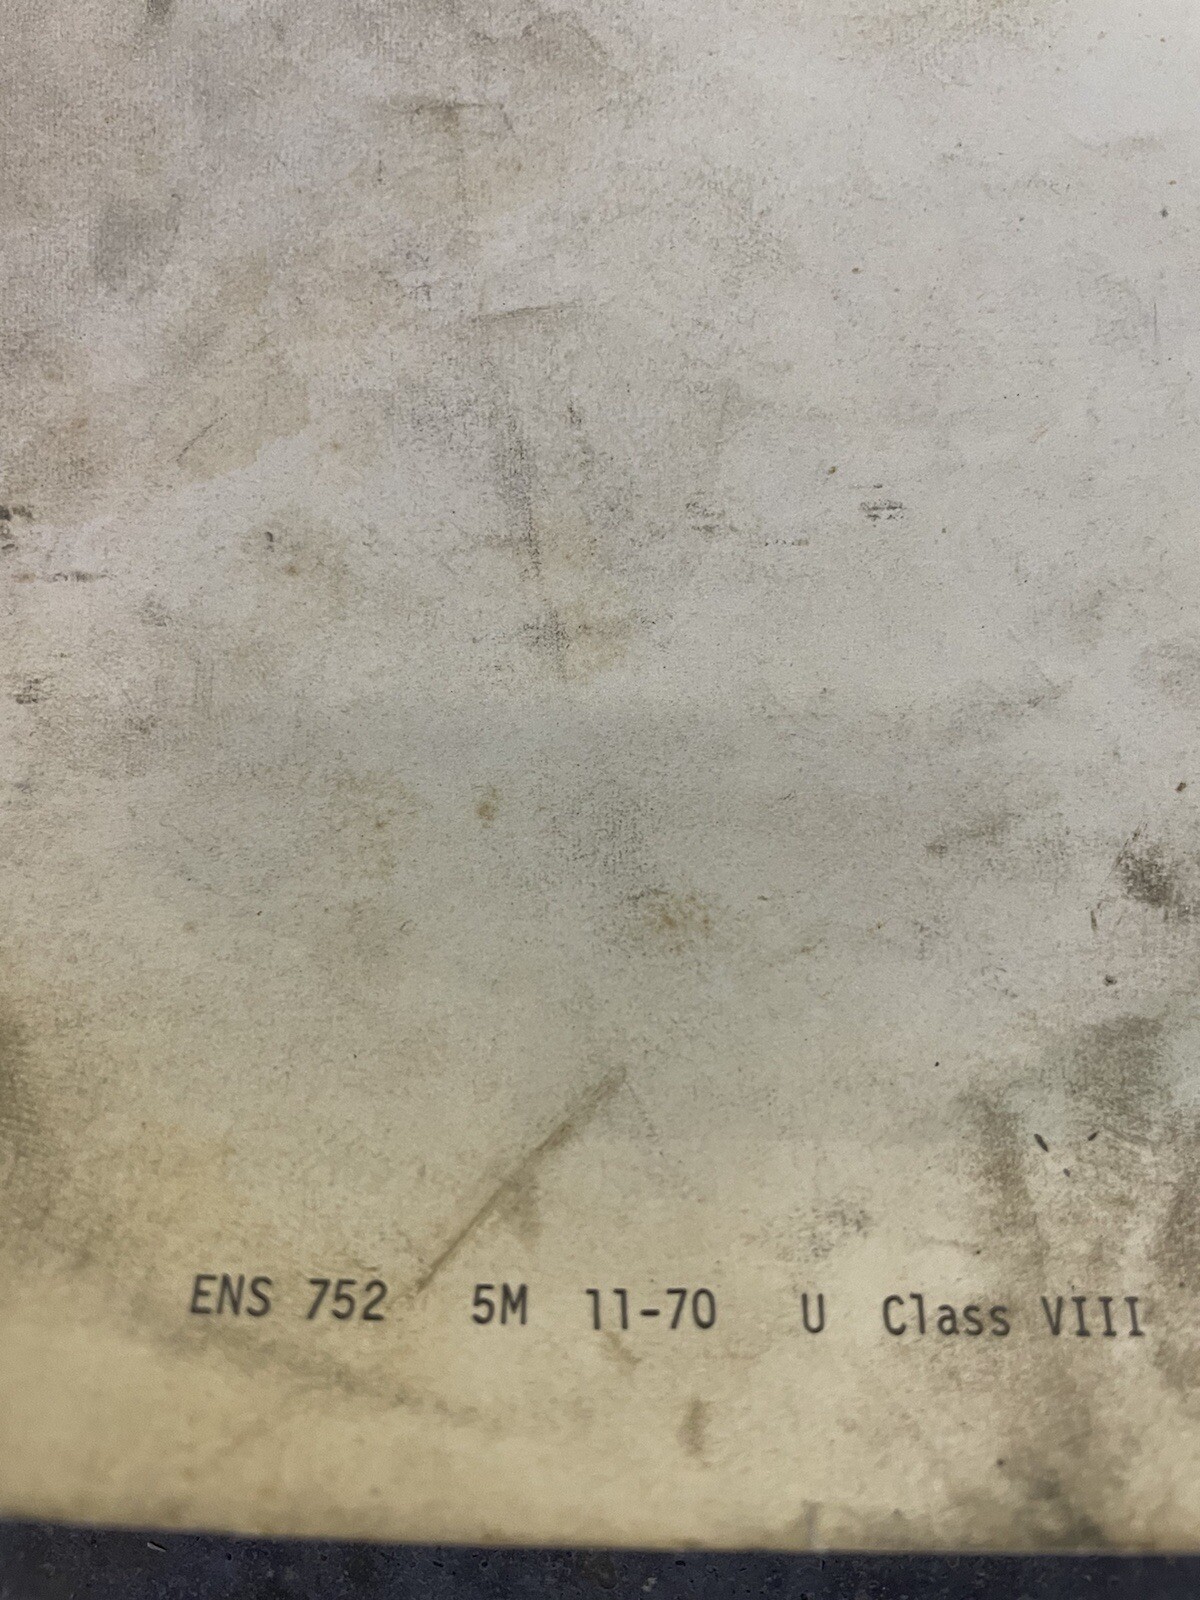 ENS 752 5M 11-70 U Class VIII